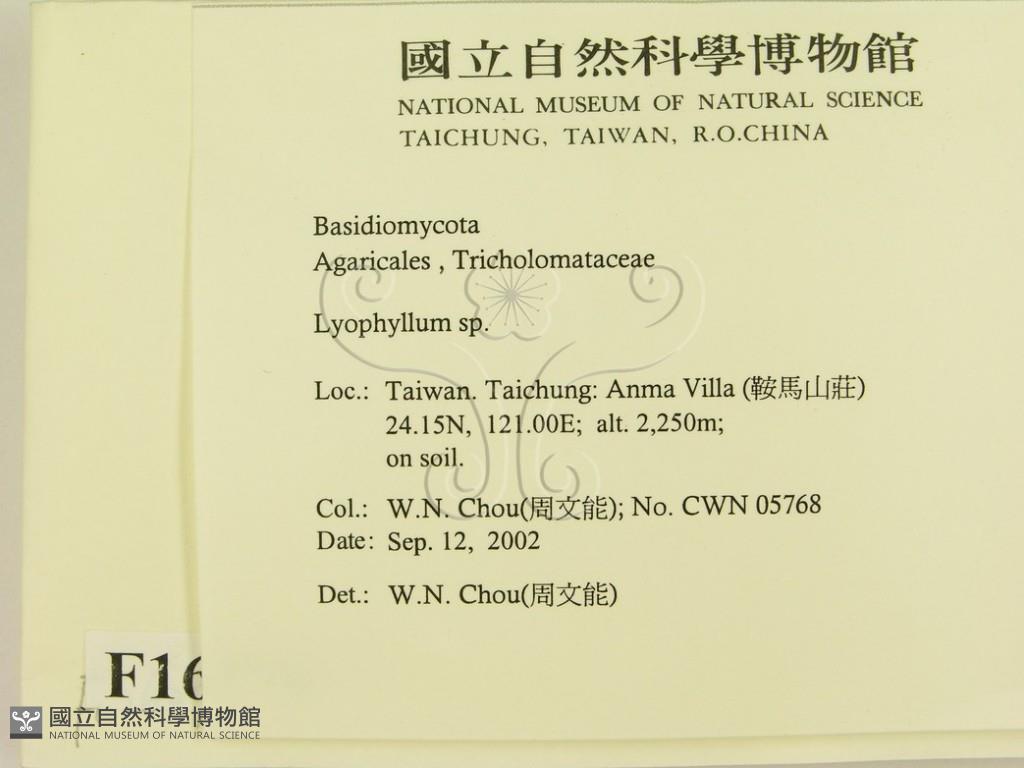 國立自然科學博物館
NATIONAL MUSEUM OF NATURAL SCIENCE
TAICHUNG, TAIWAN, R.O.CHINA
Basidiomycota
Agaricales , Tricholomataceae
Lyophyllum sp.
Loc.: Taiwan. Taichung: Anma Villa (鞍馬山莊)
24.15N, 121.00E; alt. 2,250m;
on soil.
Col.: W.N. Chou(周文能); No. CWN 05768
Date: Sep. 12, 2002
Det.: W.N. Chou(周文能)
F16
國立自然科學博物館
NATIONAL MUSEUM OF NATURAL SCIENCE